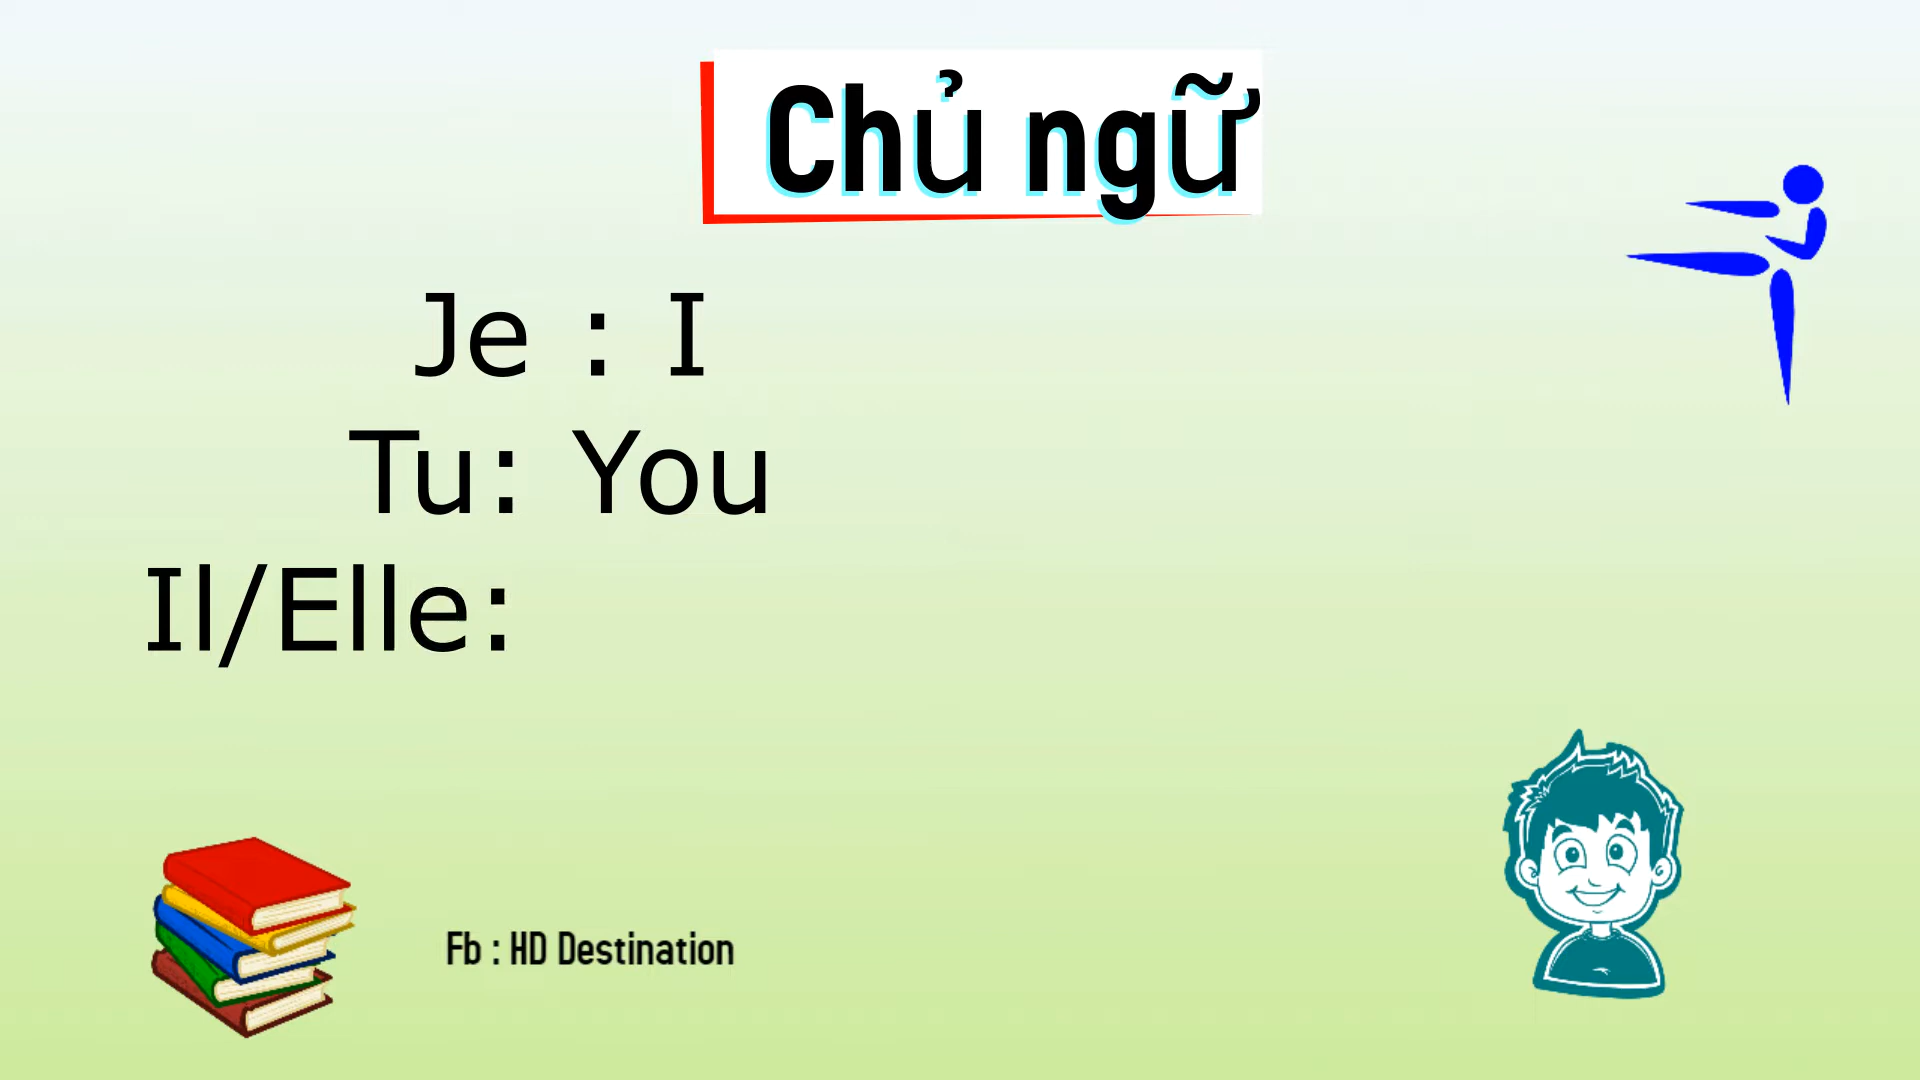 Chủ ngữ
Je : I
Tu: You
Il/Elle:
Fb : HD Destination